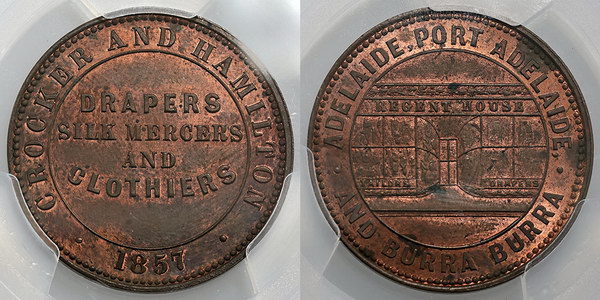 CROCKER AND HAMILTON
DRAPERS
SILK MERCERS
AND
CLOTHIERS
· 1857 ·
ADELAIDE, PORT ADELAIDE,
REGENT HOUSE
· AND BURRA BURRA ·